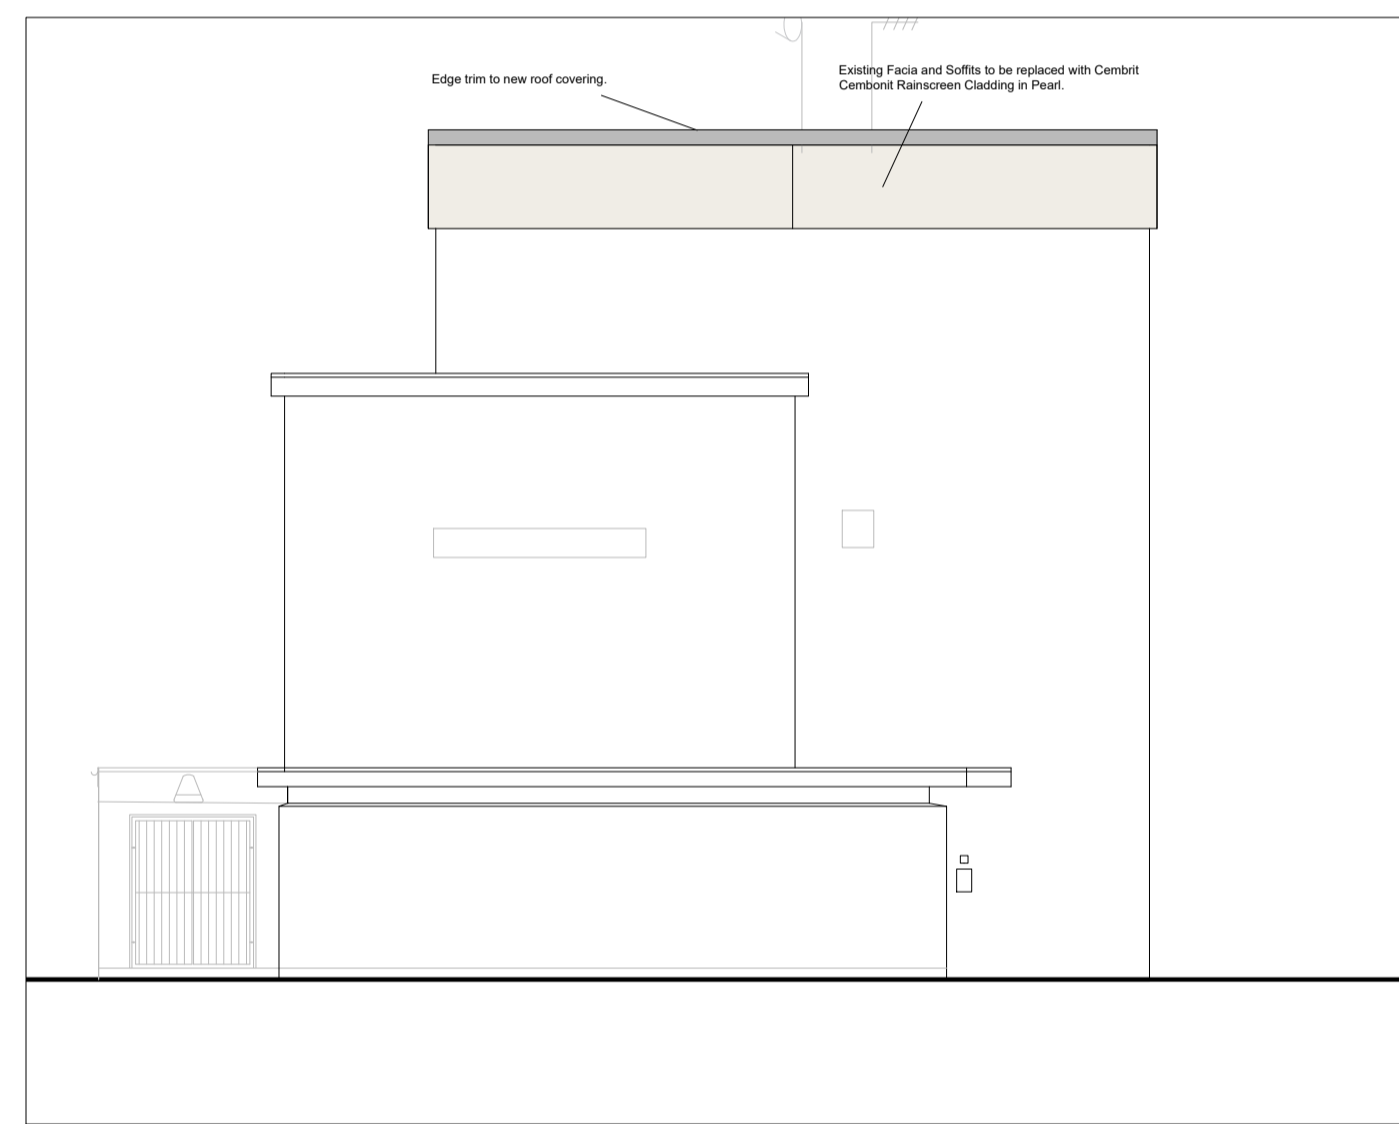 Edge trim to new roof covering.
Existing Facia and Soffits to be replaced with Cembrit
Cembonit Rainscreen Cladding in Pearl.